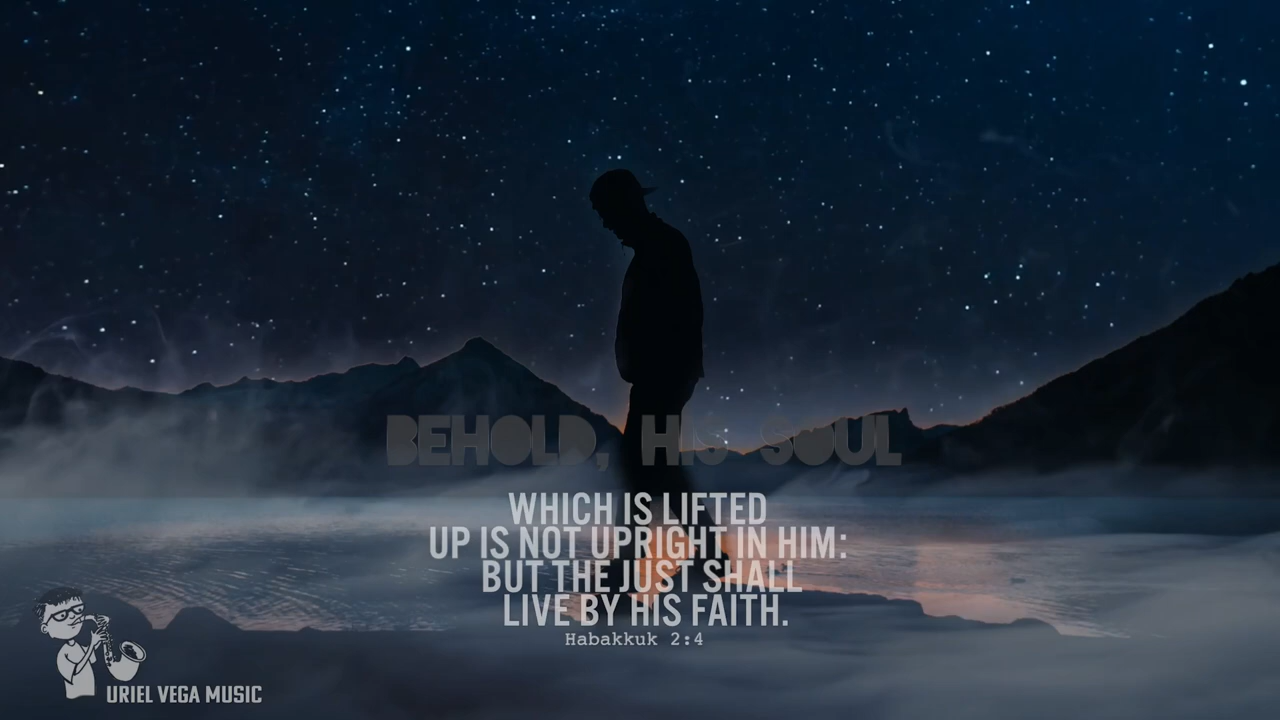 BEHOLD, HIS SOUL
WHICH IS LIFTED
UP IS NOT UPRIGHT IN HIM:
BUT THE JUST SHALL
LIVE BY HIS FAITH.
Habakkuk 2:4
URIEL VEGA MUSIC